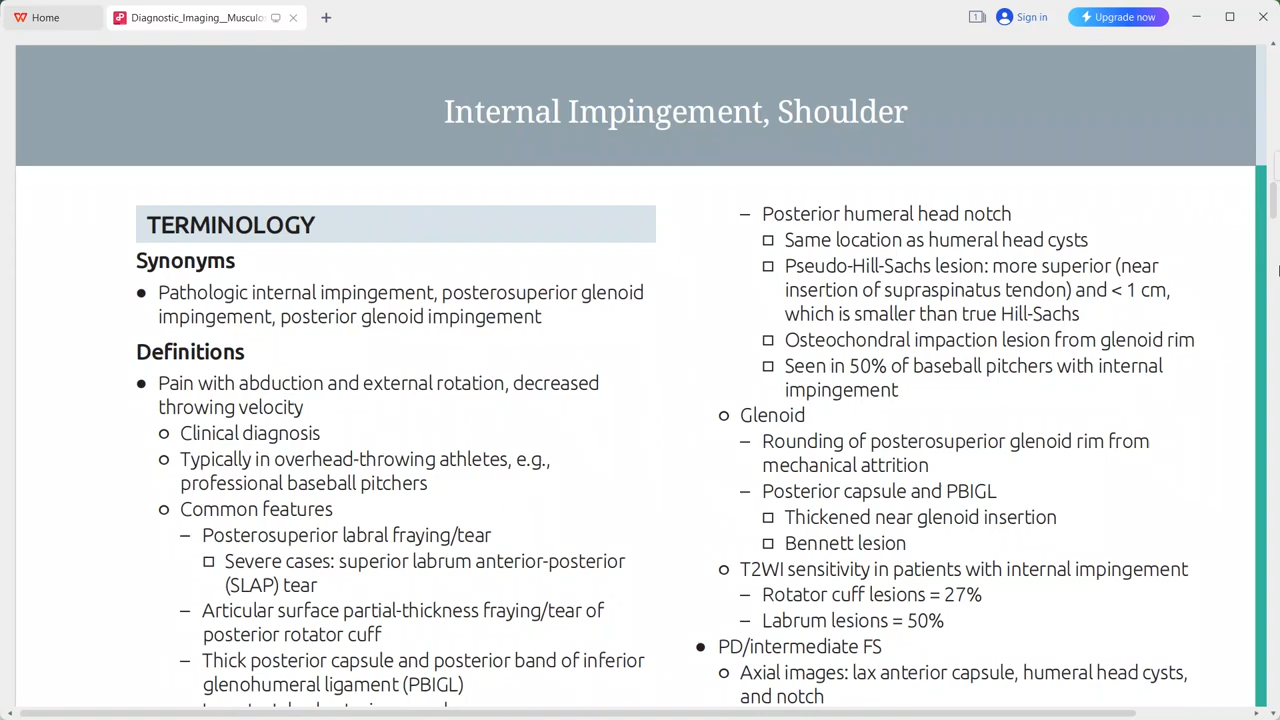 Home
Diagnostic_Imaging__Musculo
1
Sign in
Upgrade now
Internal Impingement, Shoulder
TERMINOLOGY
Synonyms
● Pathologic internal impingement, posterosuperior glenoid
impingement, posterior glenoid impingement
Definitions
● Pain with abduction and external rotation, decreased
throwing velocity
○ Clinical diagnosis
○ Typically in overhead-throwing athletes, e.g.,
professional baseball pitchers
○ Common features
– Posterosuperior labral fraying/tear
□ Severe cases: superior labrum anterior-posterior
(SLAP) tear
– Articular surface partial-thickness fraying/tear of
posterior rotator cuff
– Thick posterior capsule and posterior band of inferior
glenohumeral ligament (PBIGL)
– Posterior humeral head notch
□ Same location as humeral head cysts
□ Pseudo-Hill-Sachs lesion: more superior (near
insertion of supraspinatus tendon) and < 1 cm,
which is smaller than true Hill-Sachs
□ Osteochondral impaction lesion from glenoid rim
□ Seen in 50% of baseball pitchers with internal
impingement
○ Glenoid
– Rounding of posterosuperior glenoid rim from
mechanical attrition
– Posterior capsule and PBIGL
□ Thickened near glenoid insertion
□ Bennett lesion
○ T2WI sensitivity in patients with internal impingement
– Rotator cuff lesions = 27%
– Labrum lesions = 50%
● PD/intermediate FS
○ Axial images: lax anterior capsule, humeral head cysts,
and notch